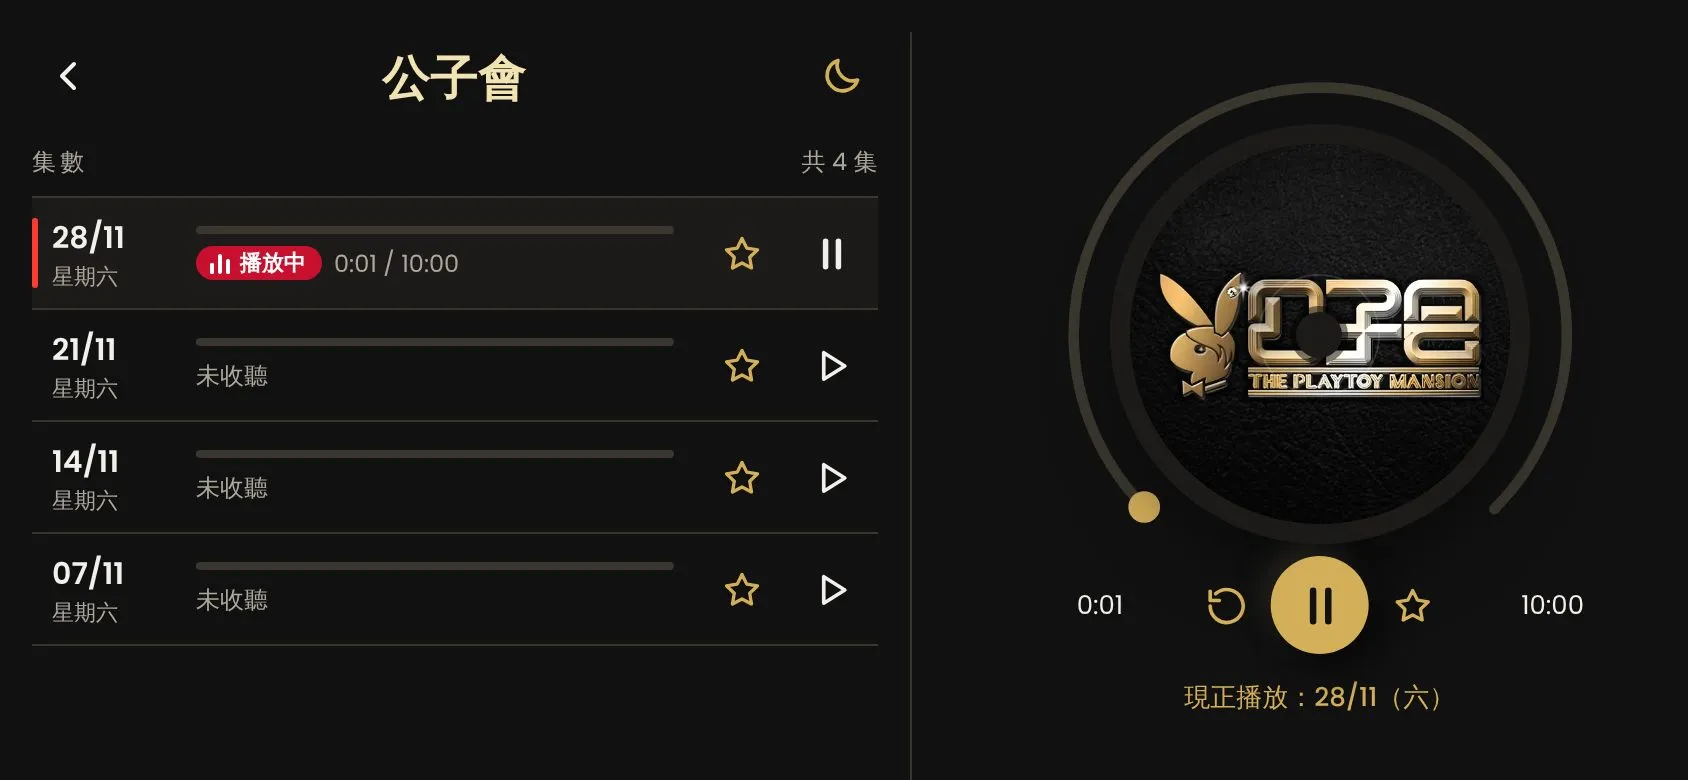 公子會
集數
共 4 集
28/11
星期六
播放中 0:01 / 10:00
21/11
星期六
未收聽
14/11
星期六
未收聽
07/11
星期六
未收聽
THE PLAYTOY MANSION
0:01
10:00
現正播放：28/11（六）